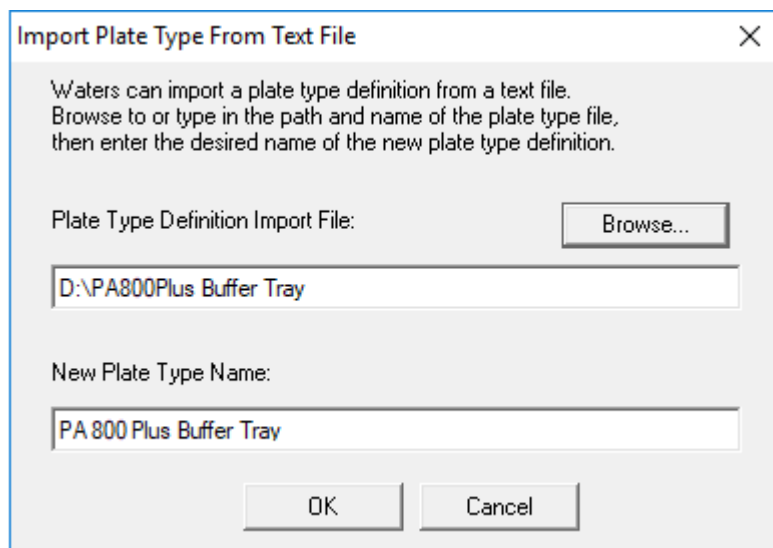 Import Plate Type From Text File
Waters can import a plate type definition from a text file.
Browse to or type in the path and name of the plate type file,
then enter the desired name of the new plate type definition.
Plate Type Definition Import File:
Browse...
D:\PA800Plus Buffer Tray
New Plate Type Name:
PA 800 Plus Buffer Tray
OK
Cancel